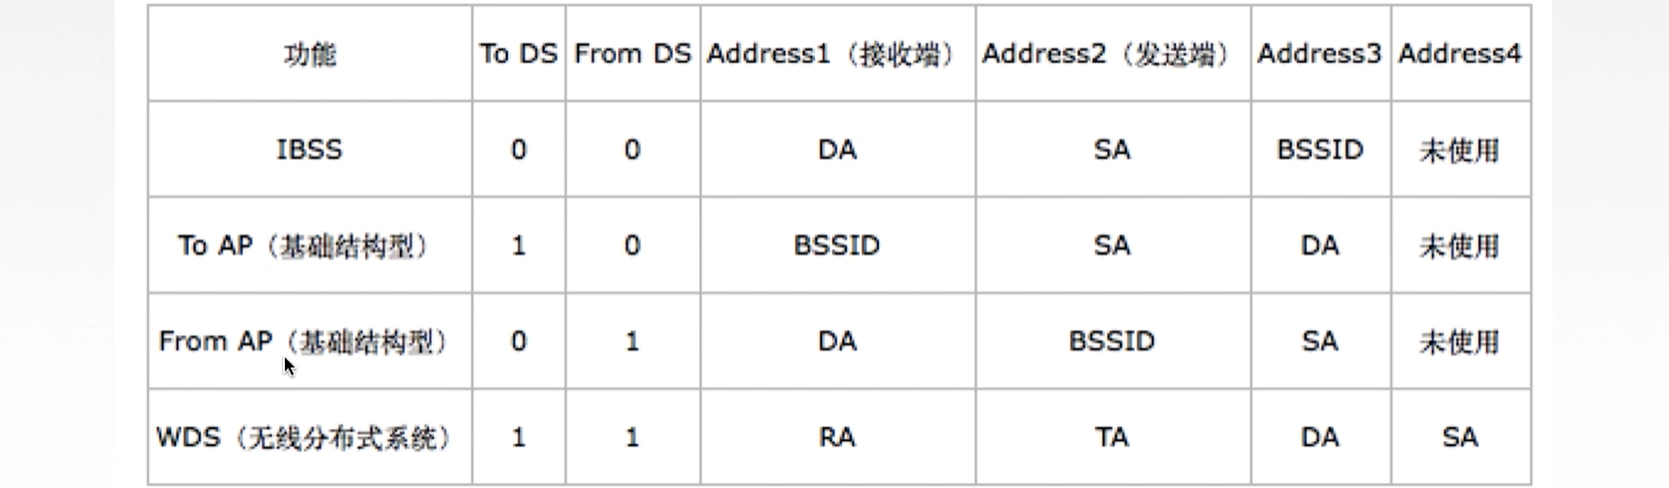 功能 To DS From DS Address1（接收端） Address2（发送端） Address3 Address4
IBSS 0 0 DA SA BSSID 未使用
To AP（基础结构型） 1 0 BSSID SA DA 未使用
From AP（基础结构型） 0 1 DA BSSID SA 未使用
WDS（无线分布式系统） 1 1 RA TA DA SA